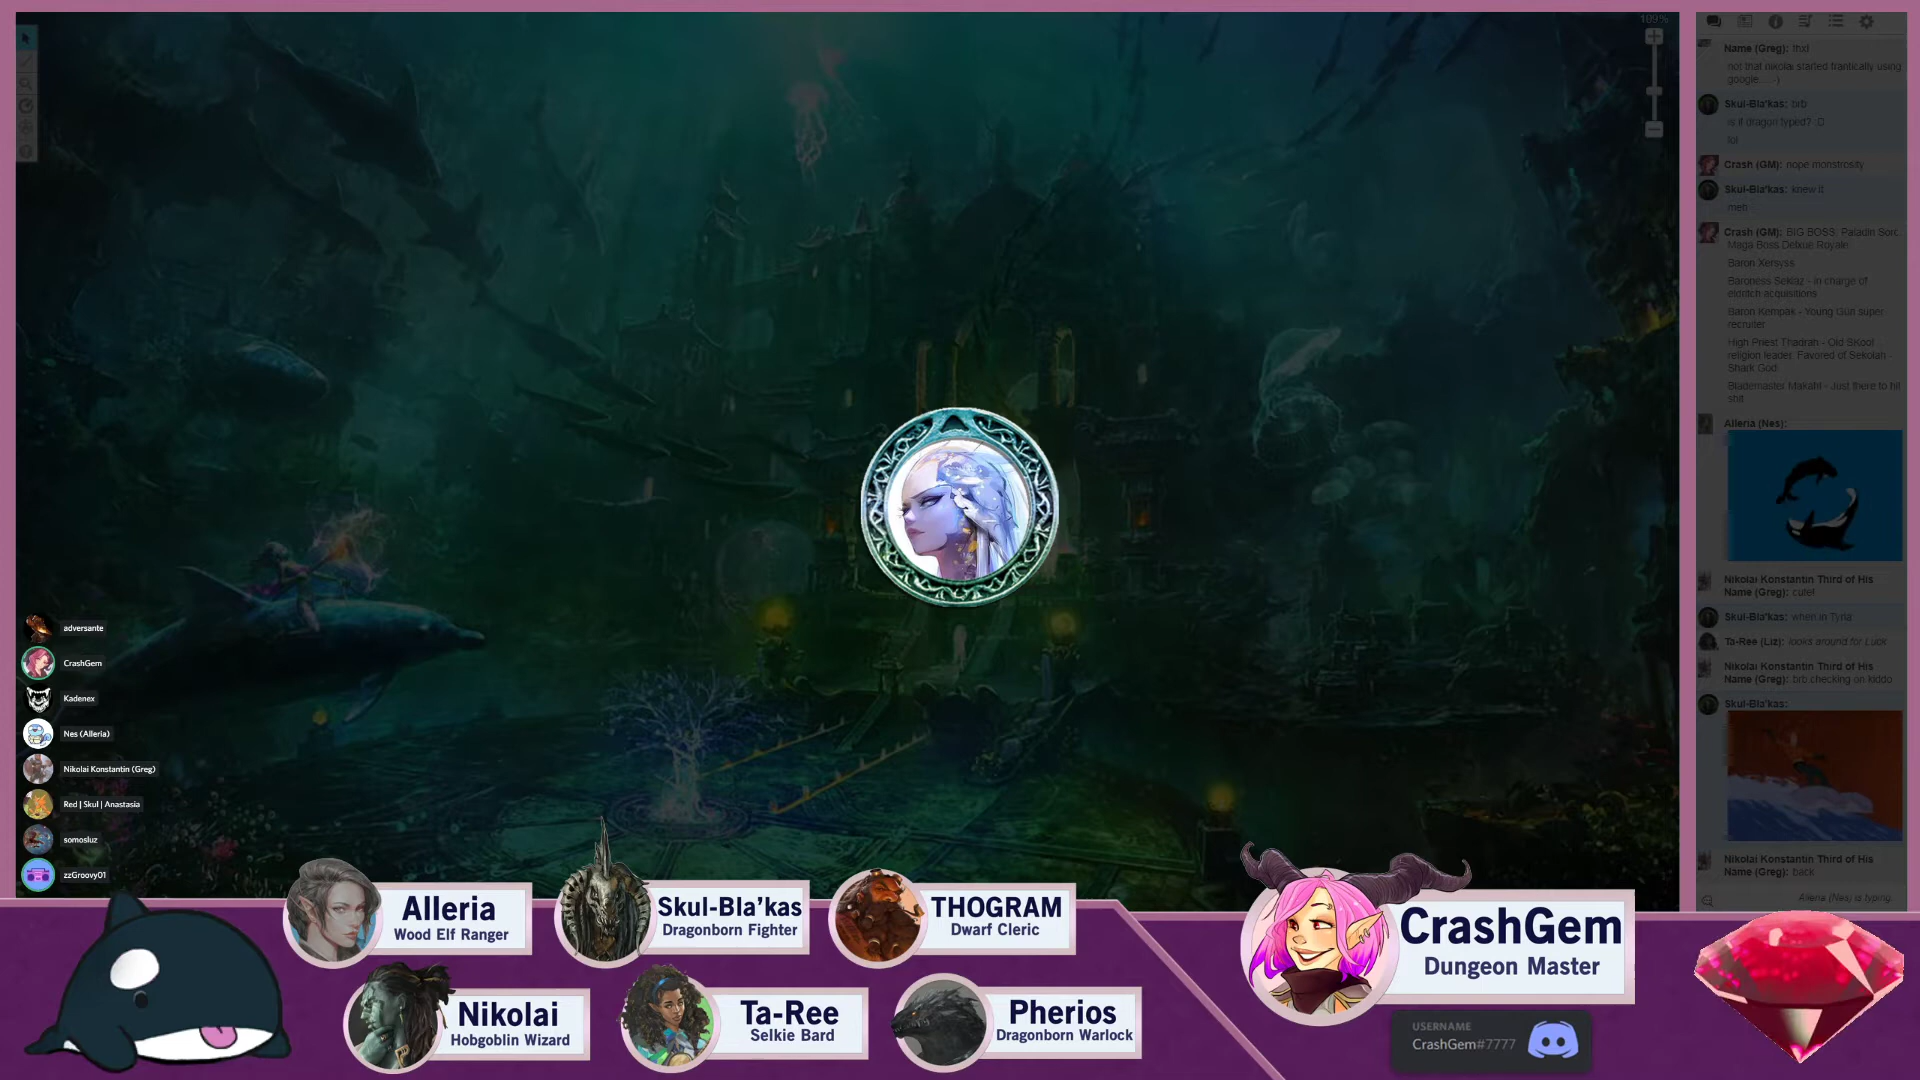 109%
Name (Greg): thx!
not that nikolai started frantically using
google... :-)
Skul-Bla'kas: brb
is it dragon typed? :O
lol
Crash (GM): nope monstrosity
Skul-Bla'kas: knew it
meh
Crash (GM): BIG BOSS: Paladin Sorc
Maga Boss Deluxe Royale
Baron Xersyss
Baroness Seklaz - in charge of
eldritch acquisitions
Baron Kempak - Young Gun super
recruiter
High Priest Thadrah - Old SKool
religion leader. Favored of Sekolah -
Shark God.
Blademaster Makahl - Just there to hit
shit
Alleria (Nes):
Nikolai Konstantin Third of His
Name (Greg): cute!
Skul-Bla'kas: when in Tyria
Ta-Ree (Liz): looks around for Luck
Nikolai Konstantin Third of His
Name (Greg): brb checking on kiddo
Skul-Bla'kas:
Nikolai Konstantin Third of His
Name (Greg): back
Alleria (Nes) is typing
adversante
CrashGem
Kadenex
Nes (Alleria)
Nikolai Konstantin (Greg)
Red | Skul | Anastasia
somosluz
zzGroovy01
Alleria
Wood Elf Ranger
Skul-Bla'kas
Dragonborn Fighter
THOGRAM
Dwarf Cleric
Nikolai
Hobgoblin Wizard
Ta-Ree
Selkie Bard
Pherios
Dragonborn Warlock
CrashGem
Dungeon Master
USERNAME
CrashGem#7777